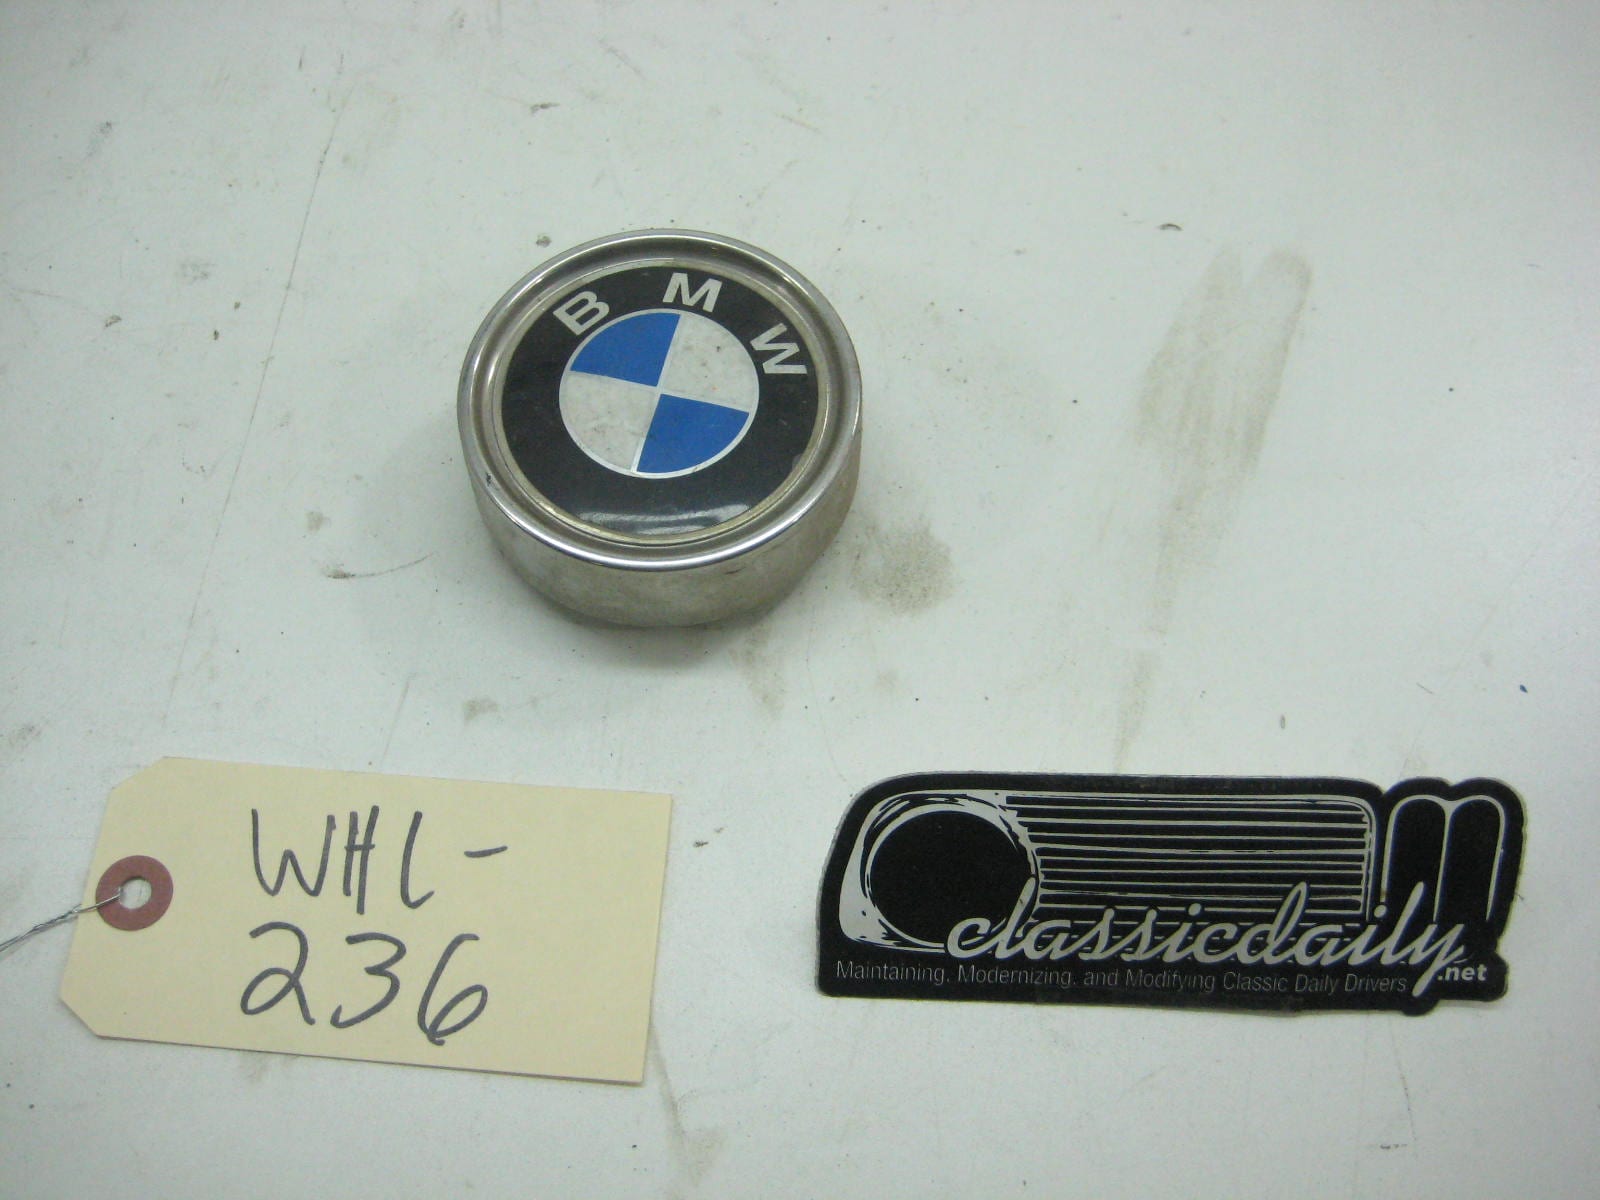 BMW
WHL-
236
classicdaily
.net
Maintaining, Modernizing, and Modifying Classic Daily Drivers